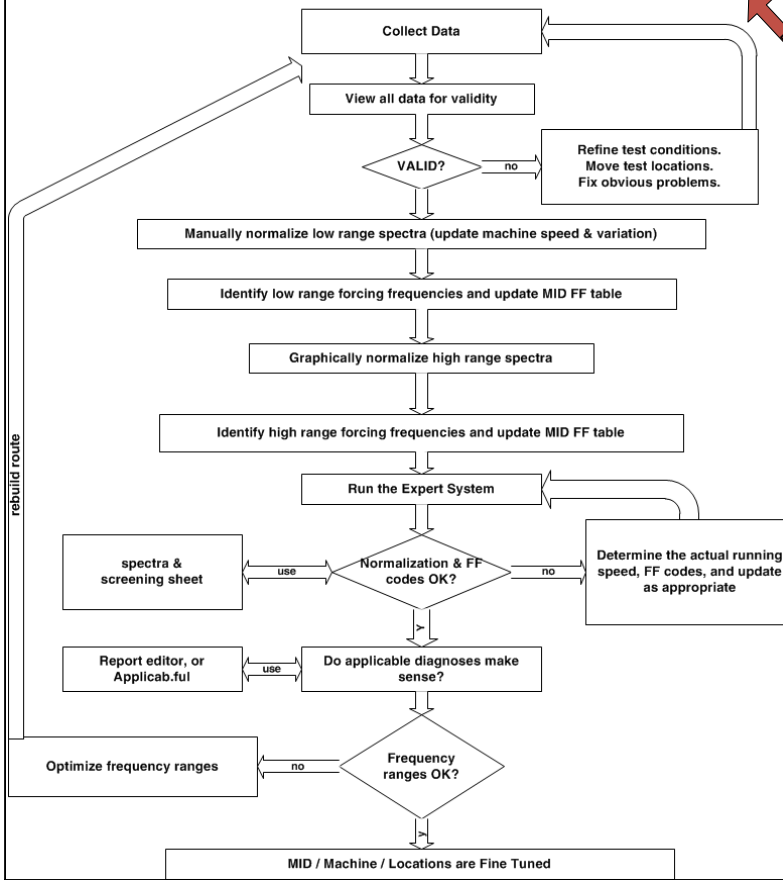 Collect Data
View all data for validity
VALID?
no
Refine test conditions.
Move test locations.
Fix obvious problems.
Manually normalize low range spectra (update machine speed & variation)
Identify low range forcing frequencies and update MID FF table
Graphically normalize high range spectra
Identify high range forcing frequencies and update MID FF table
rebuild route
Run the Expert System
spectra &
screening sheet
use
Normalization & FF
codes OK?
no
Determine the actual running
speed, FF codes, and update
as appropriate
Y
Report editor, or
Applicab.ful
use
Do applicable diagnoses make
sense?
Optimize frequency ranges
no
Frequency
ranges OK?
y
MID / Machine / Locations are Fine Tuned